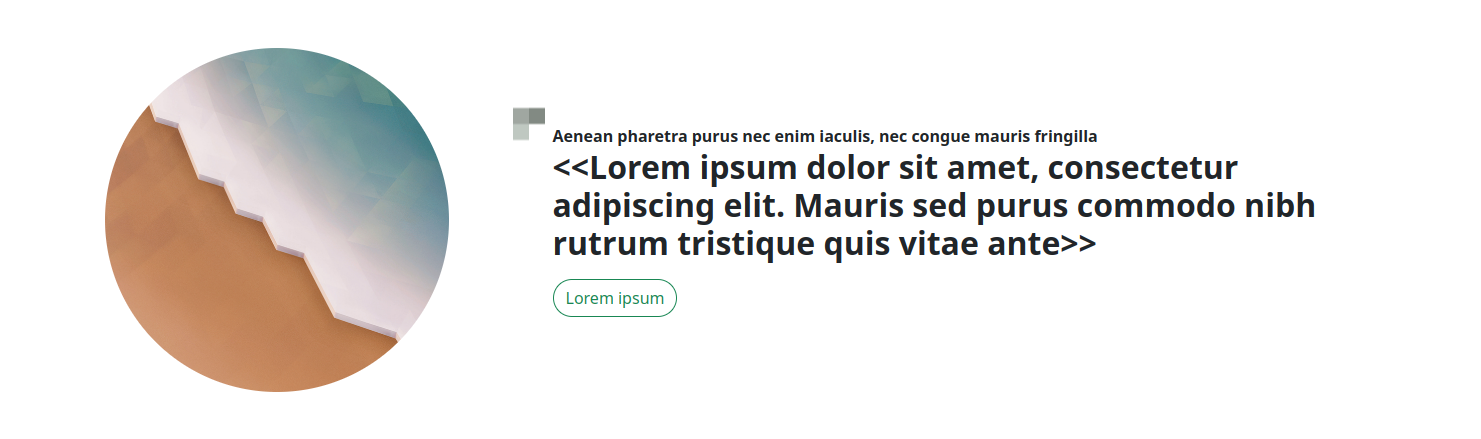 Aenean pharetra purus nec enim iaculis, nec congue mauris fringilla
<<Lorem ipsum dolor sit amet, consectetur
adipiscing elit. Mauris sed purus commodo nibh
rutrum tristique quis vitae ante>>
Lorem ipsum